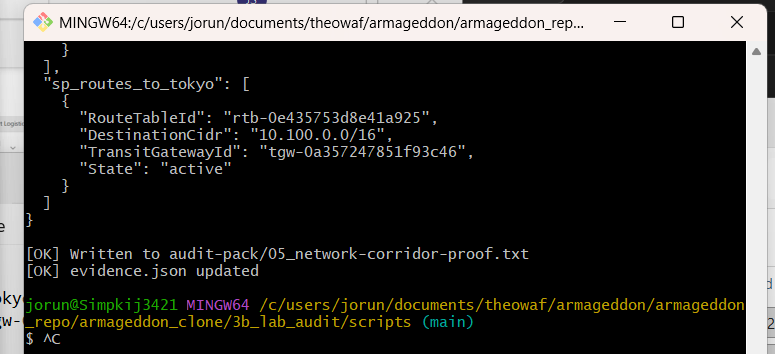 MINGW64:/c/users/jorun/documents/theowaf/armageddon/armageddon_rep...
    }
  ],
  "sp_routes_to_tokyo": [
    {
      "RouteTableId": "rtb-0e435753d8e41a925",
      "DestinationCidr": "10.100.0.0/16",
      "TransitGatewayId": "tgw-0a357247851f93c46",
      "State": "active"
    }
  ]
}
[OK] Written to audit-pack/05_network-corridor-proof.txt
[OK] evidence.json updated
jorun@Simpkij3421 MINGW64 /c/users/jorun/documents/theowaf/armageddon/armageddon
_repo/armageddon_clone/3b_lab_audit/scripts (main)
$ ^C